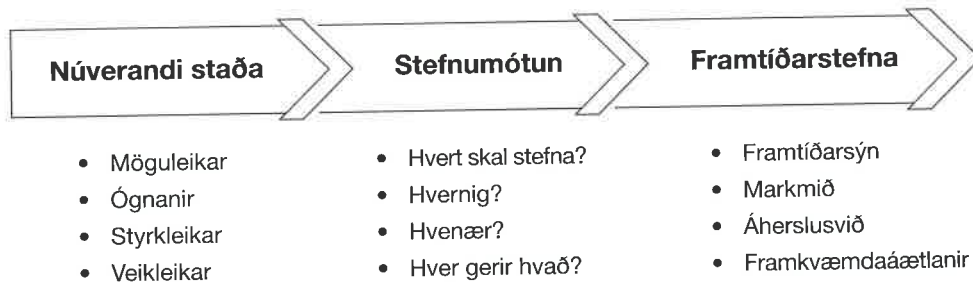 Núverandi staða
• Möguleikar
• Ógnanir
• Styrkleikar
• Veikleikar
Stefnumótun
• Hvert skal stefna?
• Hvernig?
• Hvenær?
• Hver gerir hvað?
Framtíðarstefna
• Framtíðarsýn
• Markmið
• Áherslusvið
• Framkvæmdaáætlanir